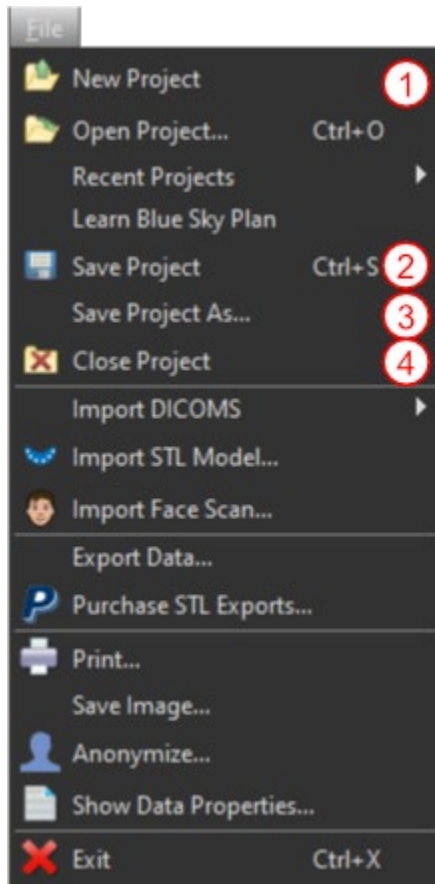 File
New Project 1
Open Project... Ctrl+O
Recent Projects
Learn Blue Sky Plan
Save Project Ctrl+S 2
Save Project As... 3
Close Project 4
Import DICOMS
Import STL Model...
Import Face Scan...
Export Data...
Purchase STL Exports...
Print...
Save Image...
Anonymize...
Show Data Properties...
Exit Ctrl+X